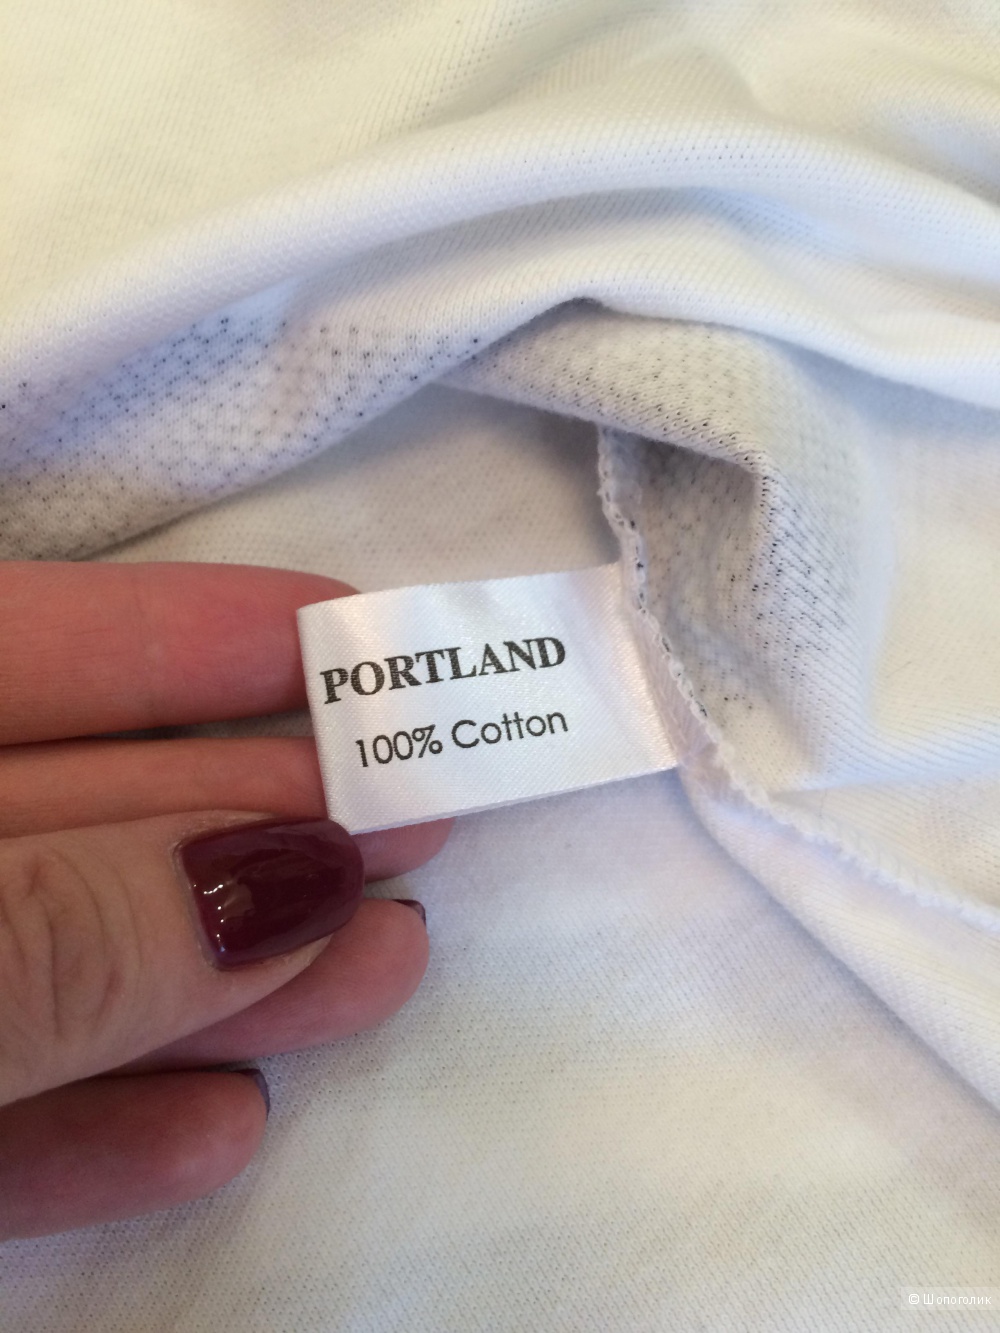 PORTLAND
100% Cotton
© Шопоголик